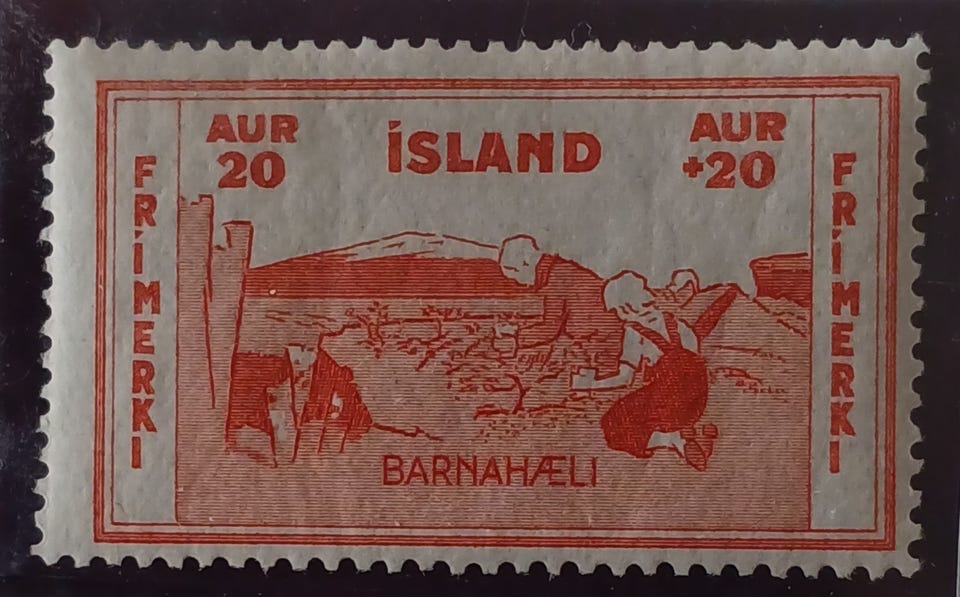 AUR ÍSLAND AUR
20 +20
FRÍMERKI
FRÍMERKI
BARNAHÆLI